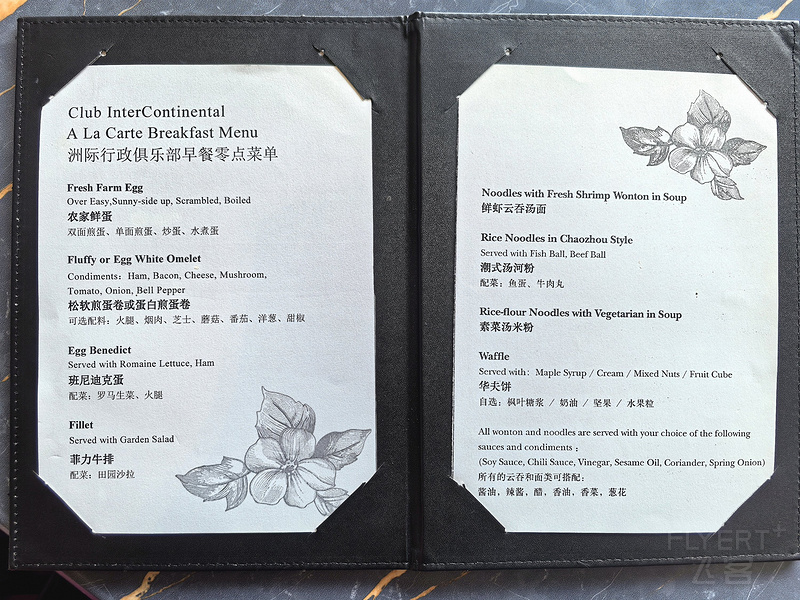 Club InterContinental
A La Carte Breakfast Menu
洲际行政俱乐部早餐零点菜单
Fresh Farm Egg
Over Easy,Sunny-side up, Scrambled, Boiled
农家鲜蛋
双面煎蛋、单面煎蛋、炒蛋、水煮蛋
Fluffy or Egg White Omelet
Condiments：Ham, Bacon, Cheese, Mushroom,
Tomato, Onion, Bell Pepper
松软煎蛋卷或蛋白煎蛋卷
可选配料：火腿、烟肉、芝士、蘑菇、番茄、洋葱、甜椒
Egg Benedict
Served with Romaine Lettuce, Ham
班尼迪克蛋
配菜：罗马生菜、火腿
Fillet
Served with Garden Salad
菲力牛排
配菜：田园沙拉
Noodles with Fresh Shrimp Wonton in Soup
鲜虾云吞汤面
Rice Noodles in Chaozhou Style
Served with Fish Ball, Beef Ball
潮式汤河粉
配菜：鱼蛋、牛肉丸
Rice-flour Noodles with Vegetarian in Soup
素菜汤米粉
Waffle
Served with：Maple Syrup / Cream / Mixed Nuts / Fruit Cube
华夫饼
自选：枫叶糖浆 / 奶油 / 坚果 / 水果粒
All wonton and noodles are served with your choice of the following
sauces and condiments；
(Soy Sauce, Chili Sauce, Vinegar, Sesame Oil, Coriander, Spring Onion)
所有的云吞和面类可搭配：
酱油，辣酱，醋，香油，香菜，葱花
FLYERT+
飞客